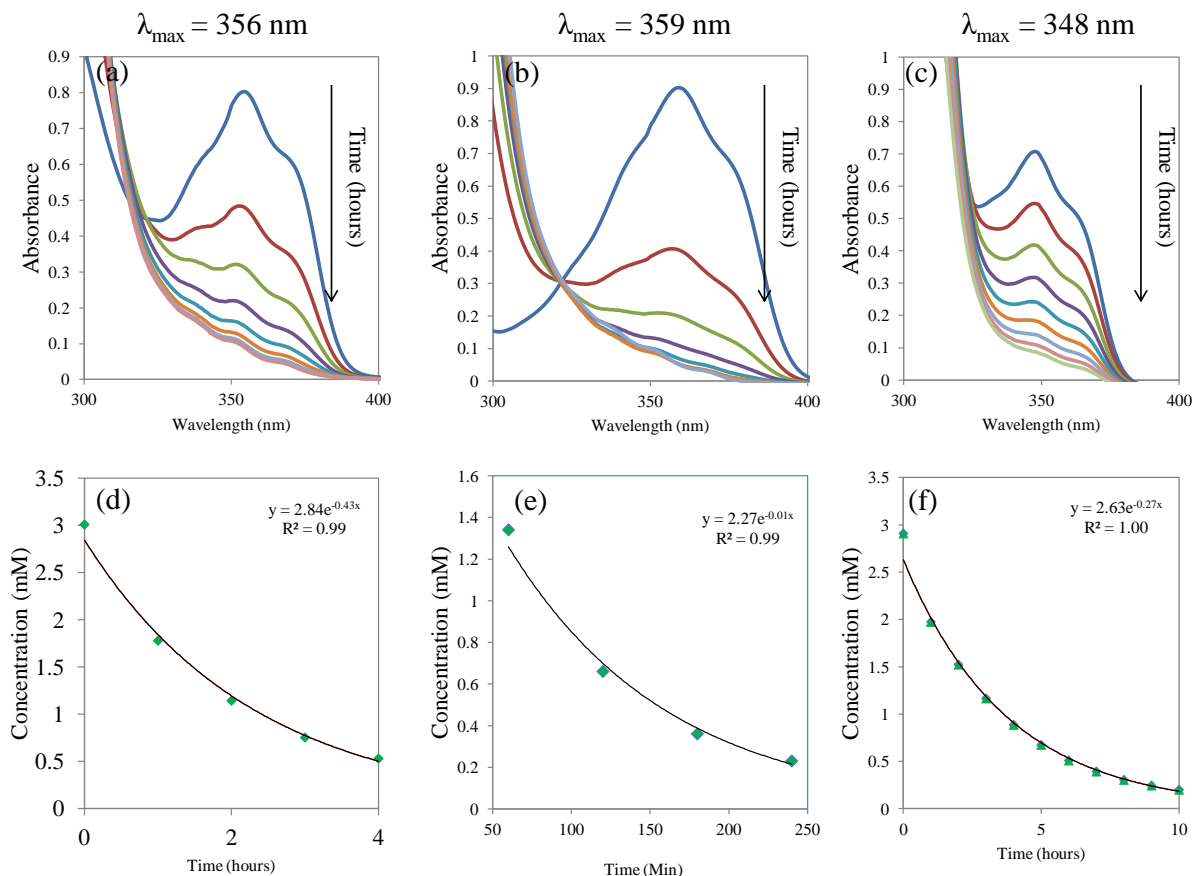 λmax = 356 nm
λmax = 359 nm
λmax = 348 nm
(a)
0.9
0.8
0.7
0.6
0.5
0.4
0.3
0.2
0.1
0
300
350
400
Absorbance
Wavelength (nm)
Time (hours)
(b)
1
0.9
0.8
0.7
0.6
0.5
0.4
0.3
0.2
0.1
0
300
350
400
Absorbance
Wavelength (nm)
Time (hours)
(c)
1
0.9
0.8
0.7
0.6
0.5
0.4
0.3
0.2
0.1
0
300
350
400
Absorbance
Wavelength (nm)
Time (hours)
(d)
y = 2.84e-0.43x
R² = 0.99
3.5
3
2.5
2
1.5
1
0.5
0
0
2
4
Concentration (mM)
Time (hours)
(e)
y = 2.27e-0.01x
R² = 0.99
1.6
1.4
1.2
1
0.8
0.6
0.4
0.2
0
50
100
150
200
250
Concentration (mM)
Time (Min)
(f)
y = 2.63e-0.27x
R² = 1.00
3.5
3
2.5
2
1.5
1
0.5
0
0
5
10
Concentration (mM)
Time (hours)